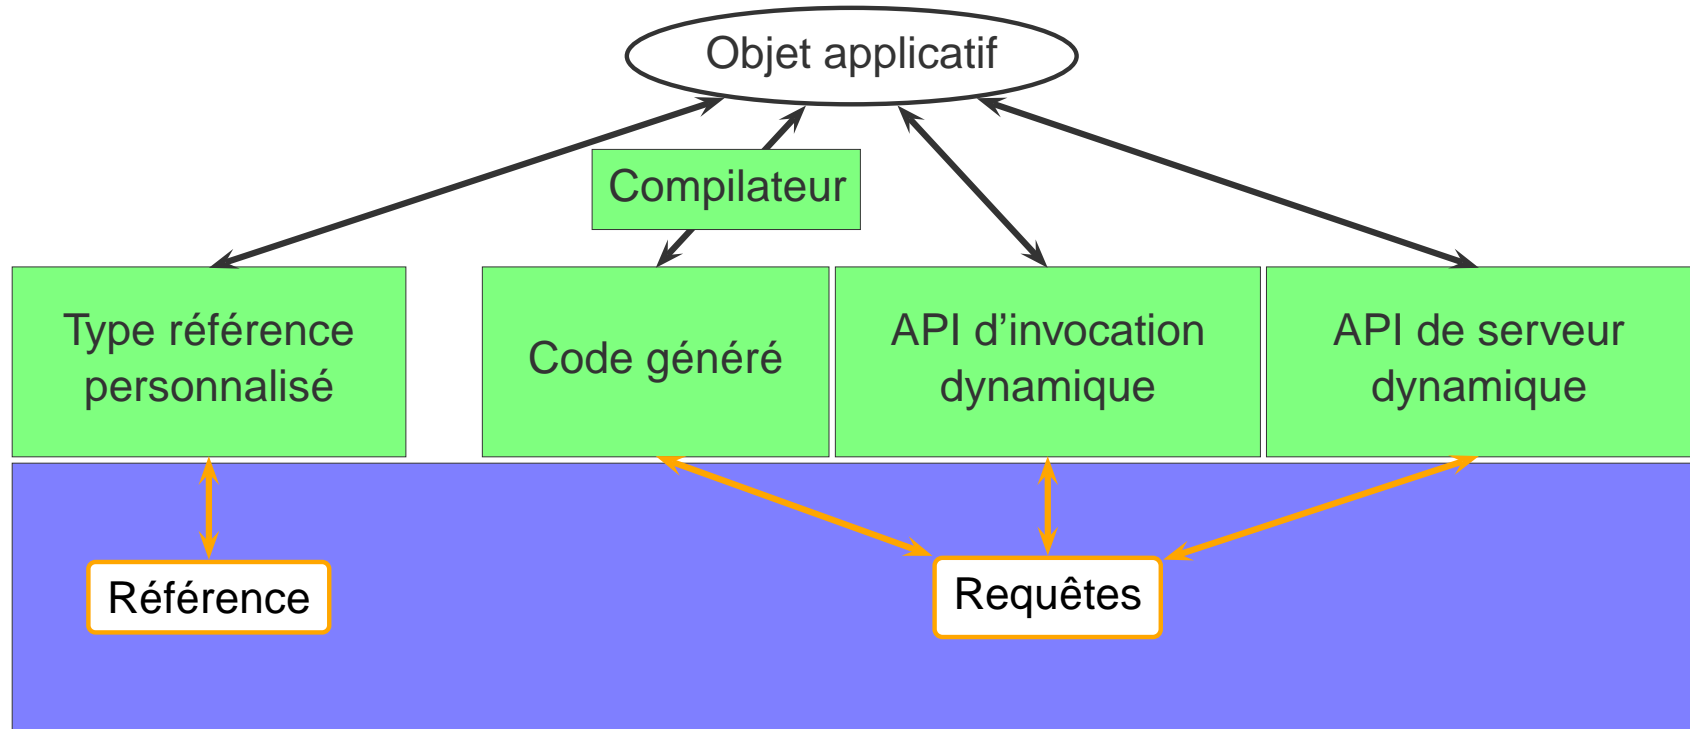 Objet applicatif
Compilateur
Type référence
personnalisé
Code généré
API d’invocation
dynamique
API de serveur
dynamique
Référence
Requêtes